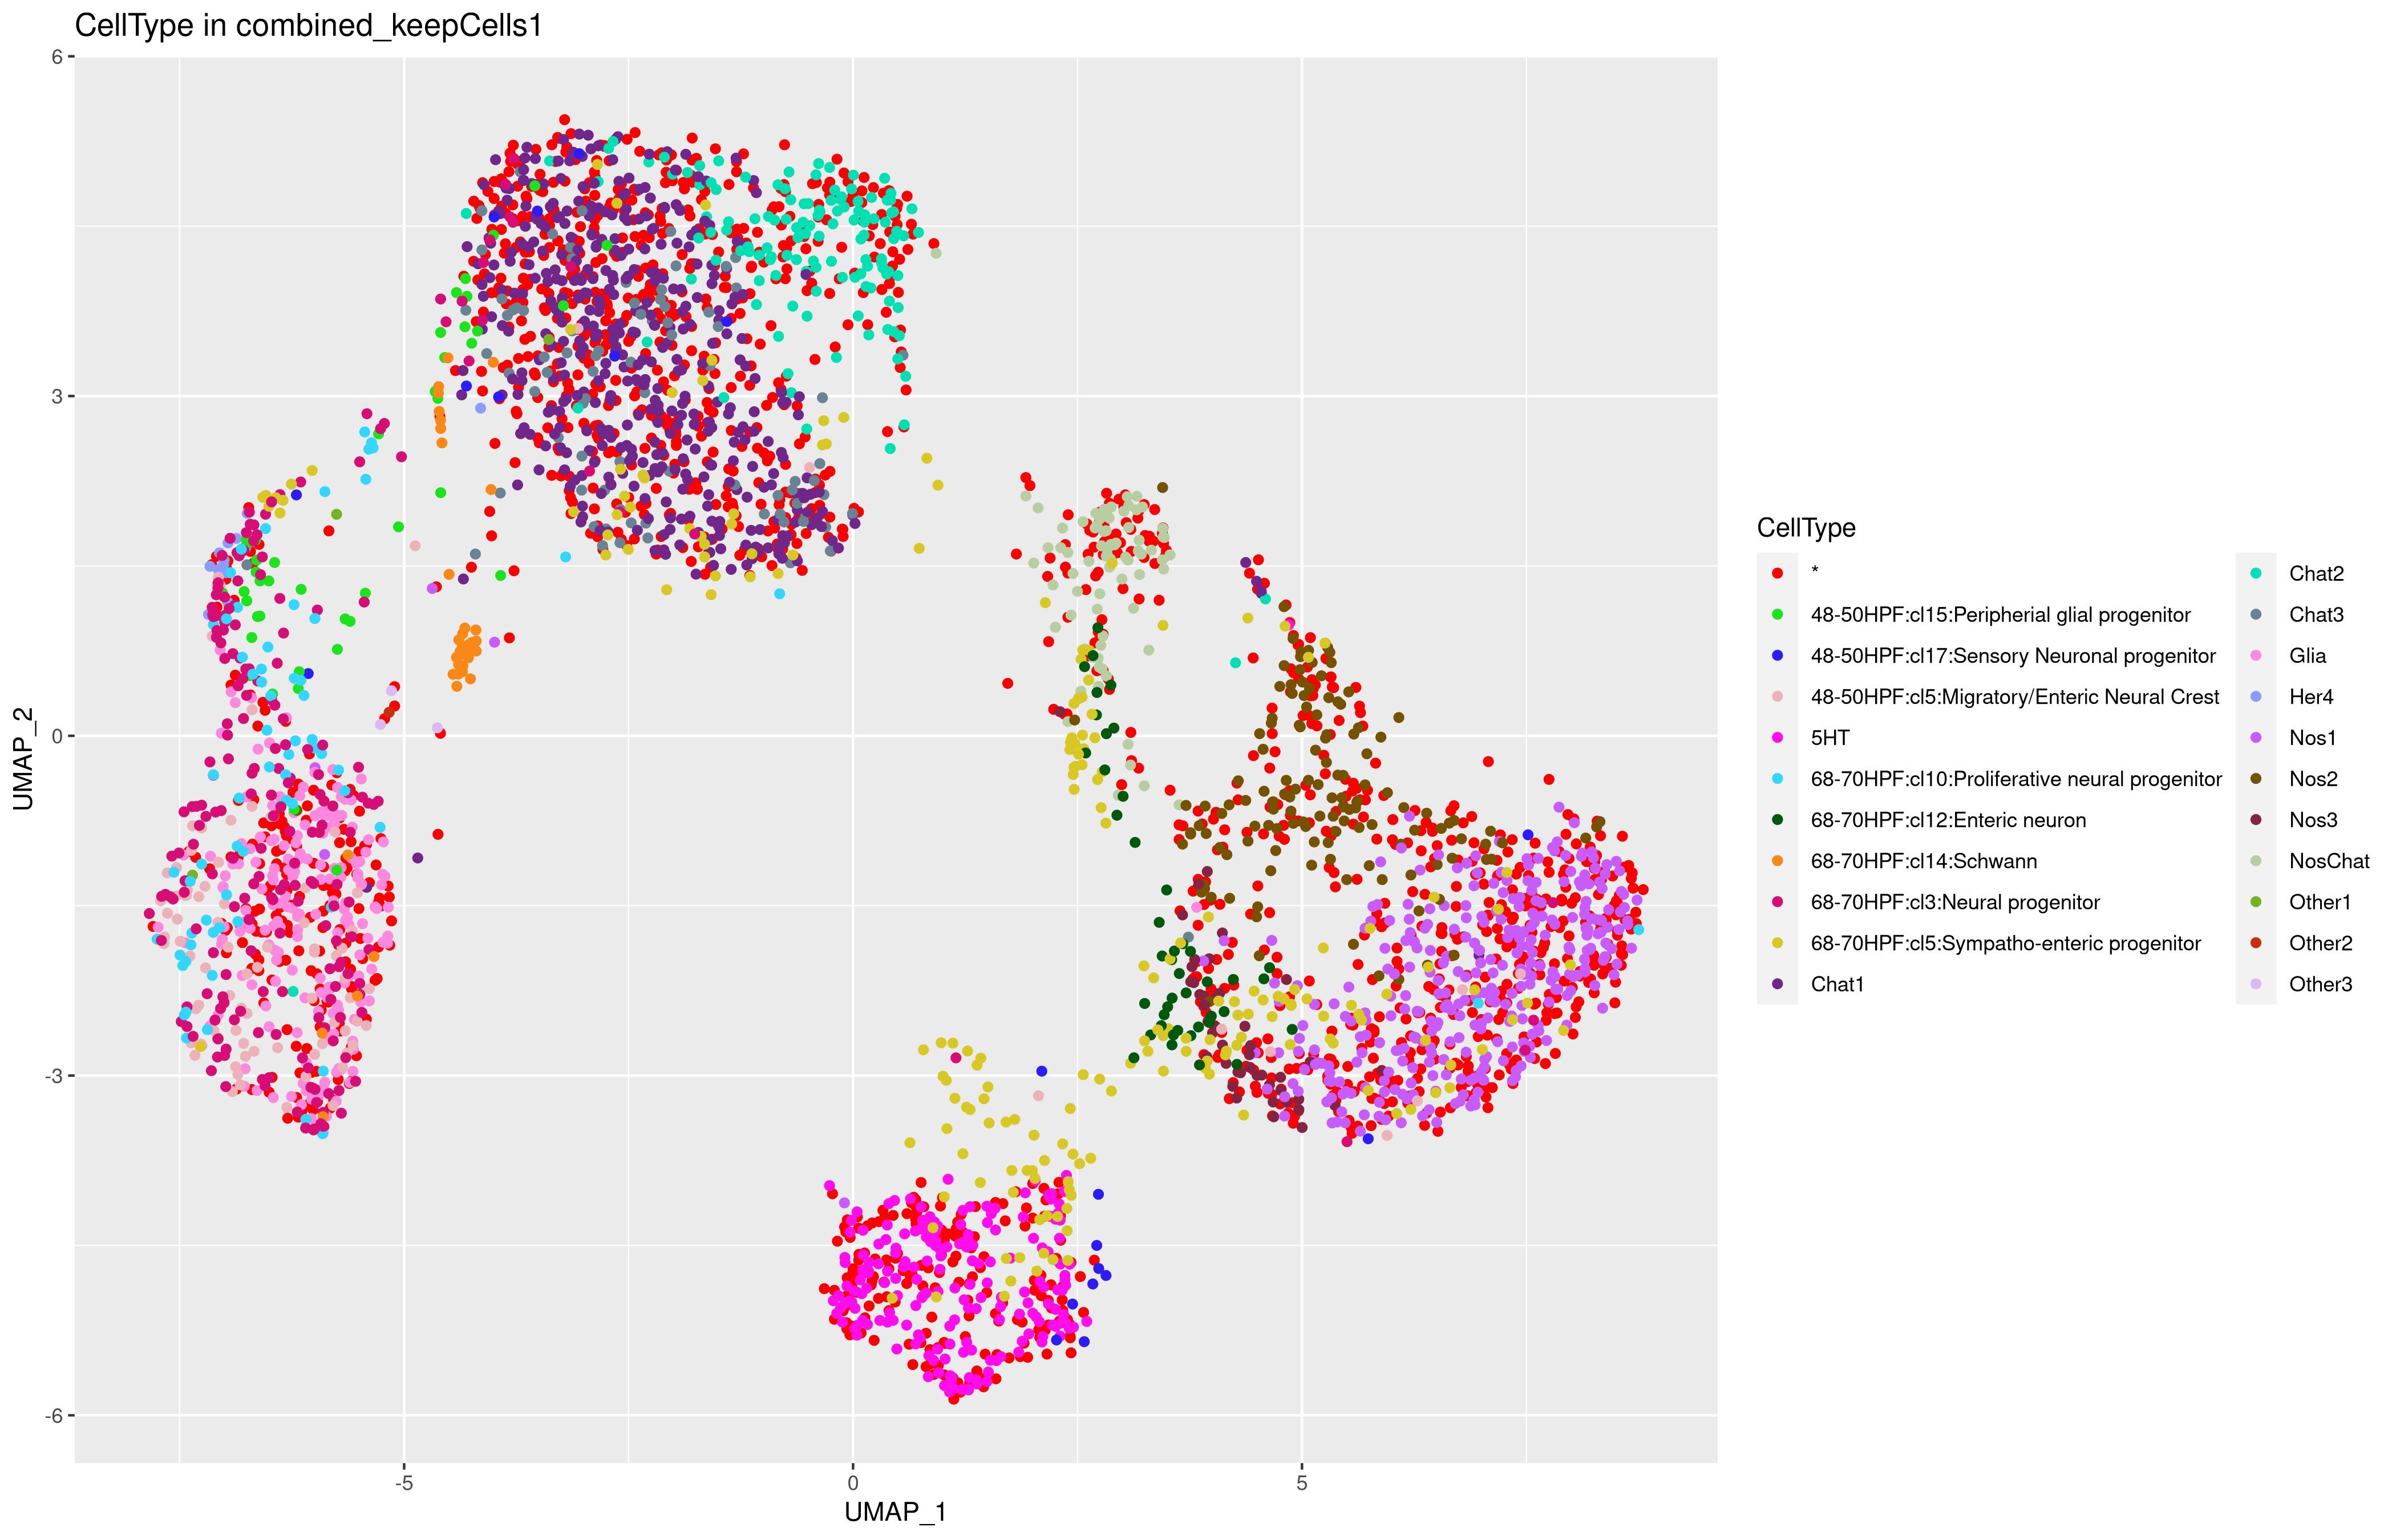 CellType in combined_keepCells1
6
3
0
-3
-6
UMAP_2
-5
0
5
UMAP_1
CellType
*
48-50HPF:cl15:Peripherial glial progenitor
48-50HPF:cl17:Sensory Neuronal progenitor
48-50HPF:cl5:Migratory/Enteric Neural Crest
5HT
68-70HPF:cl10:Proliferative neural progenitor
68-70HPF:cl12:Enteric neuron
68-70HPF:cl14:Schwann
68-70HPF:cl3:Neural progenitor
68-70HPF:cl5:Sympatho-enteric progenitor
Chat1
Chat2
Chat3
Glia
Her4
Nos1
Nos2
Nos3
NosChat
Other1
Other2
Other3